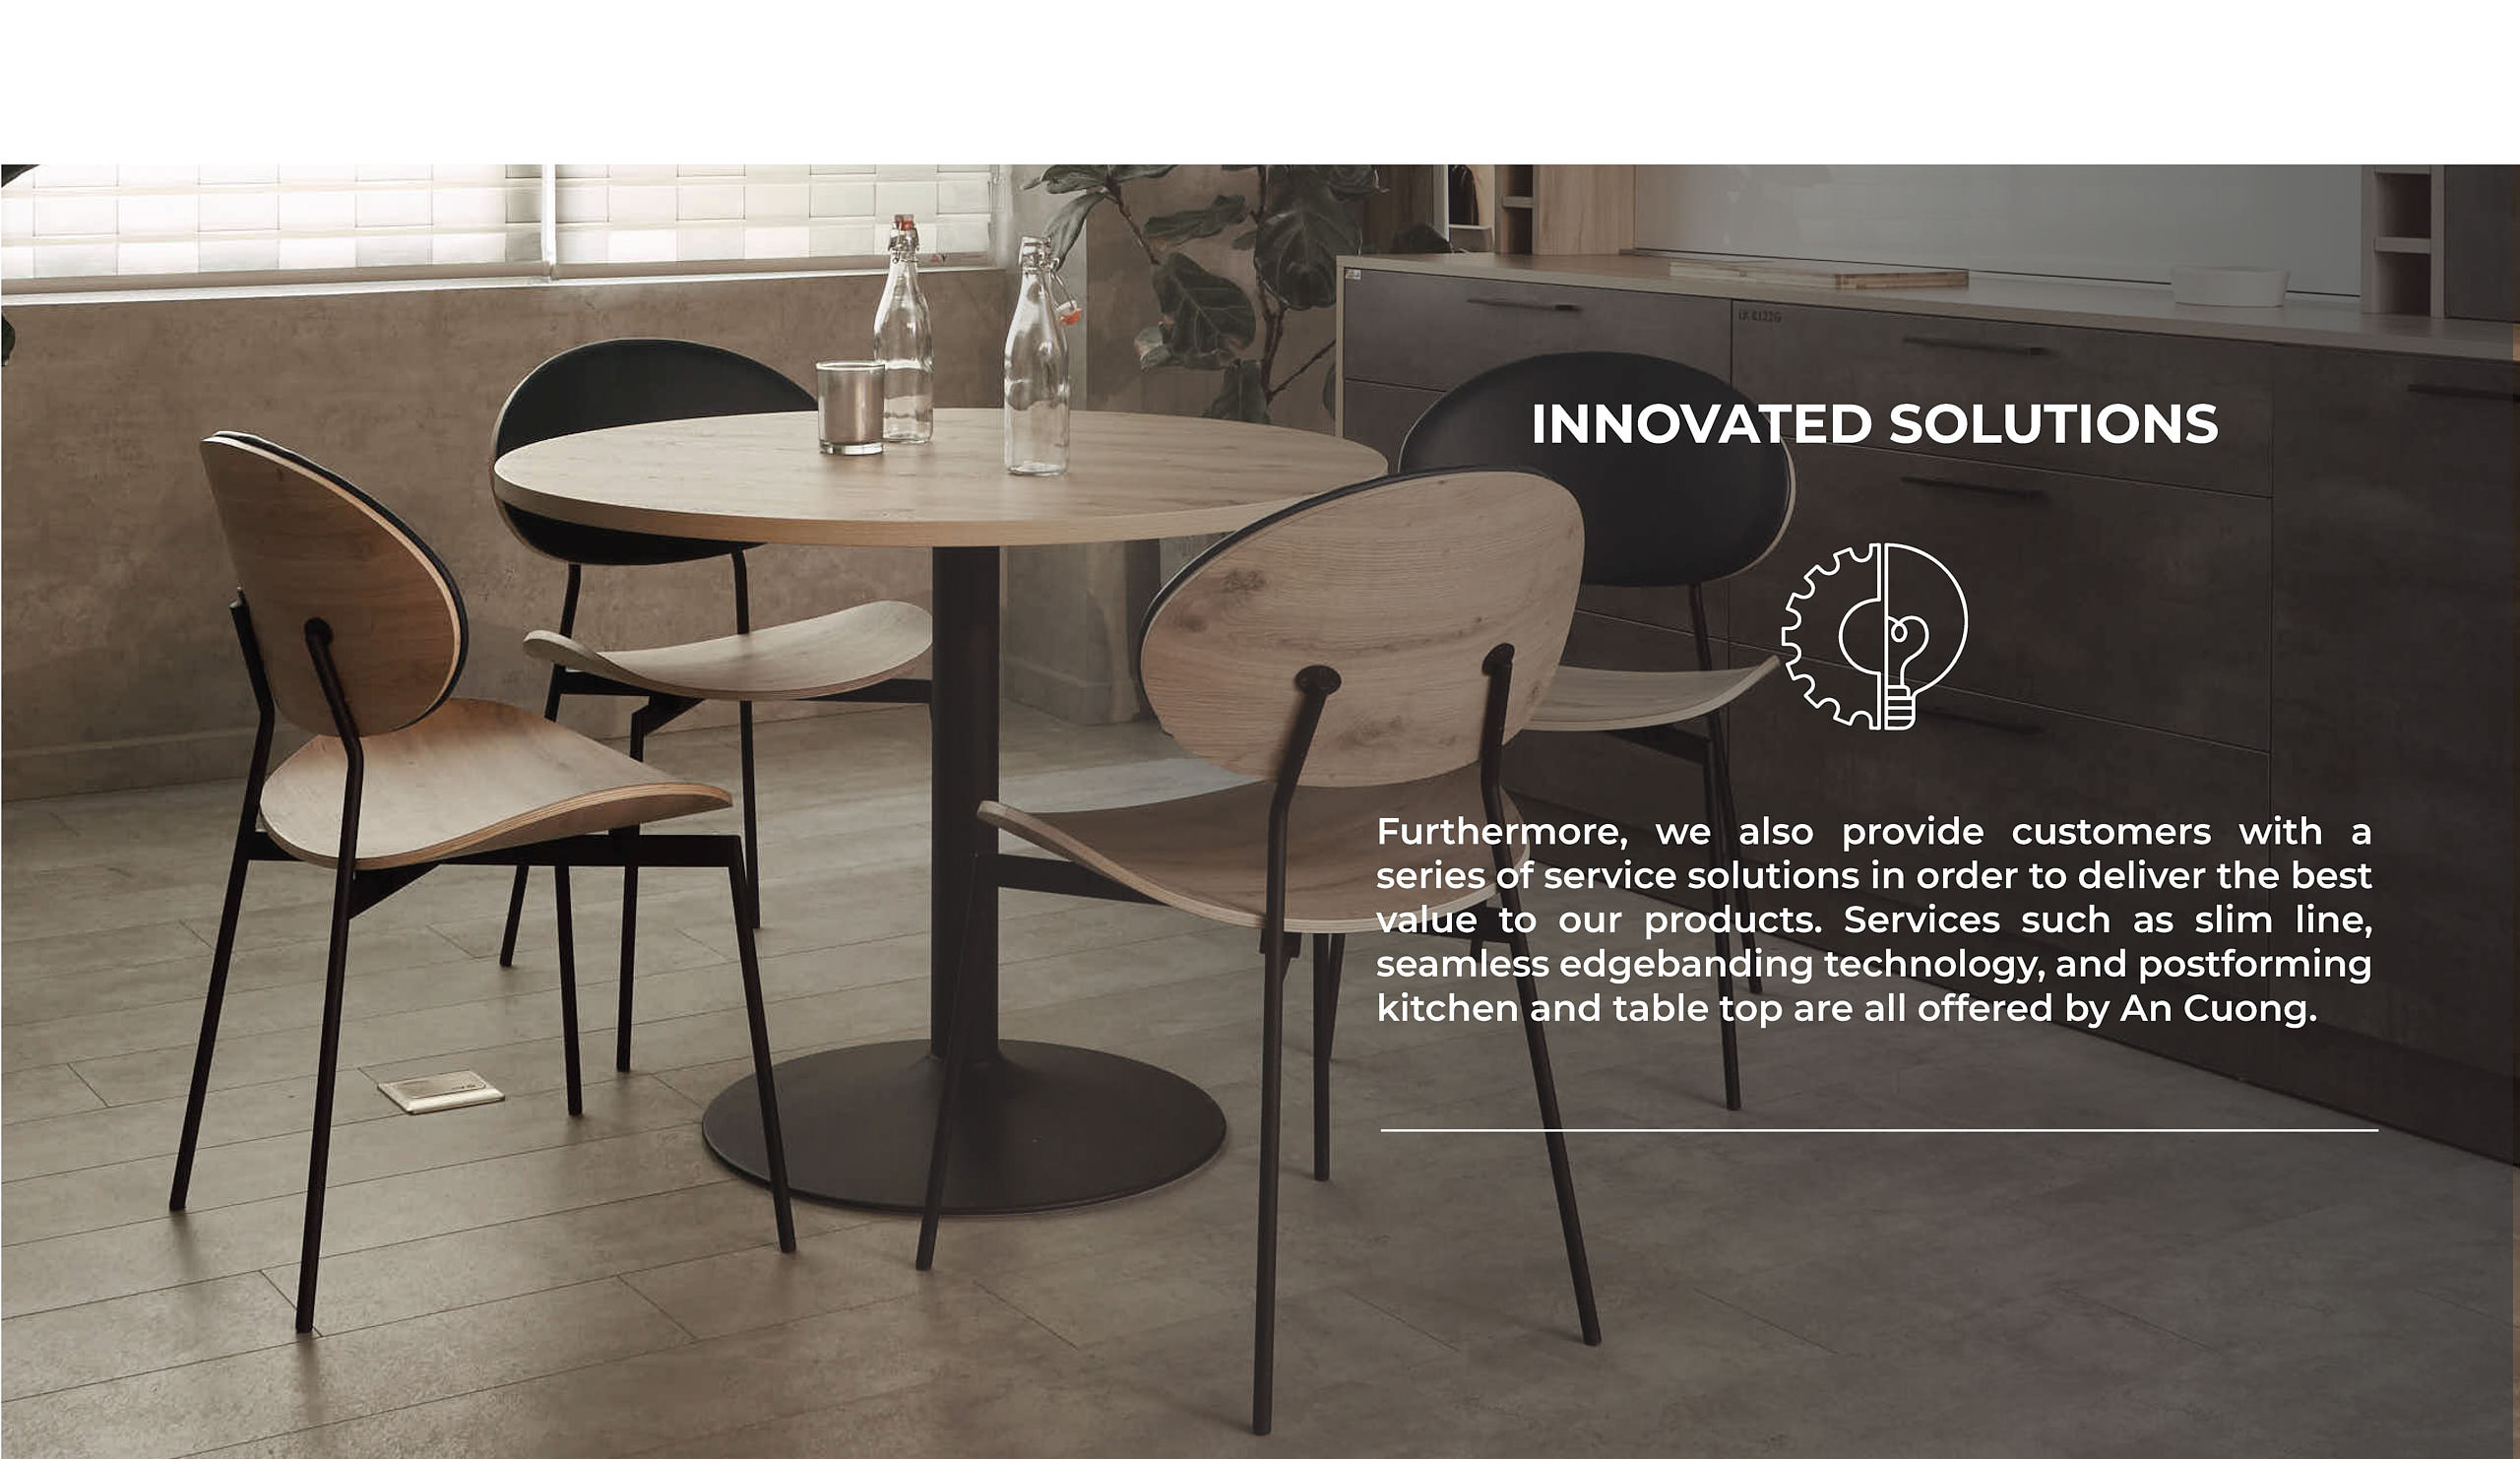 INNOVATED SOLUTIONS
Furthermore, we also provide customers with a
series of service solutions in order to deliver the best
value to our products. Services such as slim line,
seamless edgebanding technology, and postforming
kitchen and table top are all offered by An Cuong.